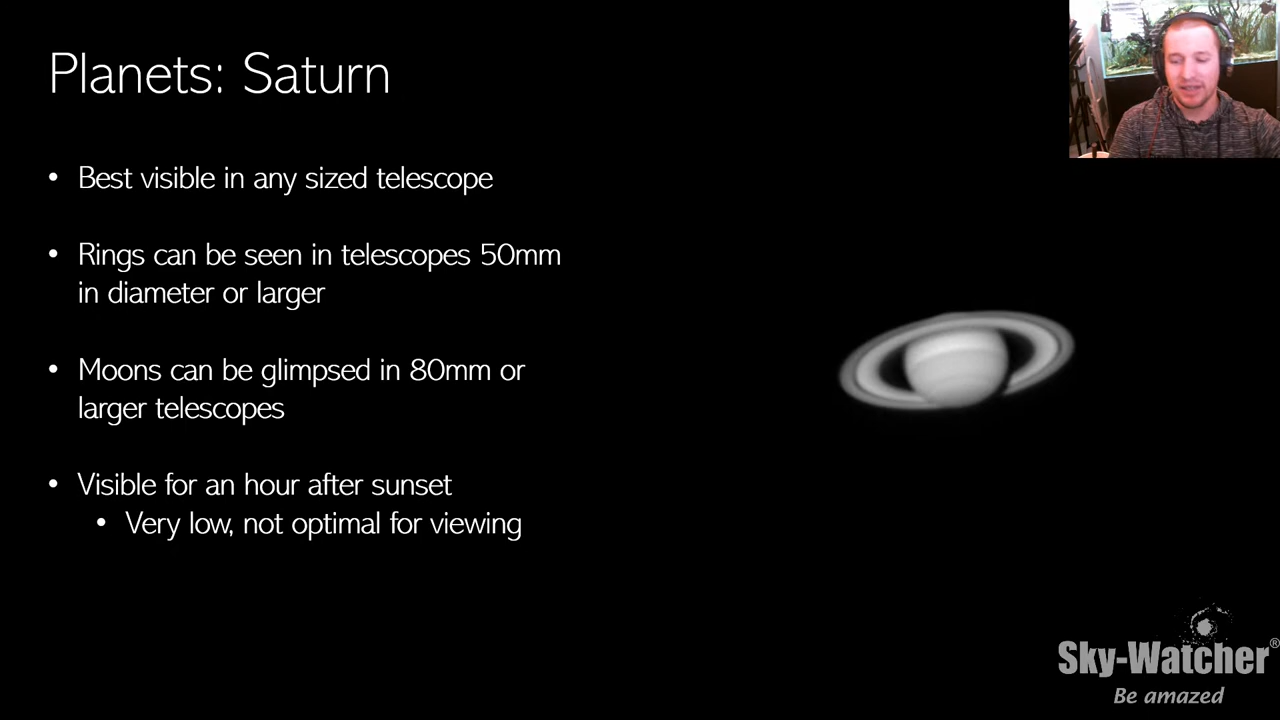 Planets: Saturn
• Best visible in any sized telescope
• Rings can be seen in telescopes 50mm
in diameter or larger
• Moons can be glimpsed in 80mm or
larger telescopes
• Visible for an hour after sunset
• Very low, not optimal for viewing
Sky-Watcher®
Be amazed